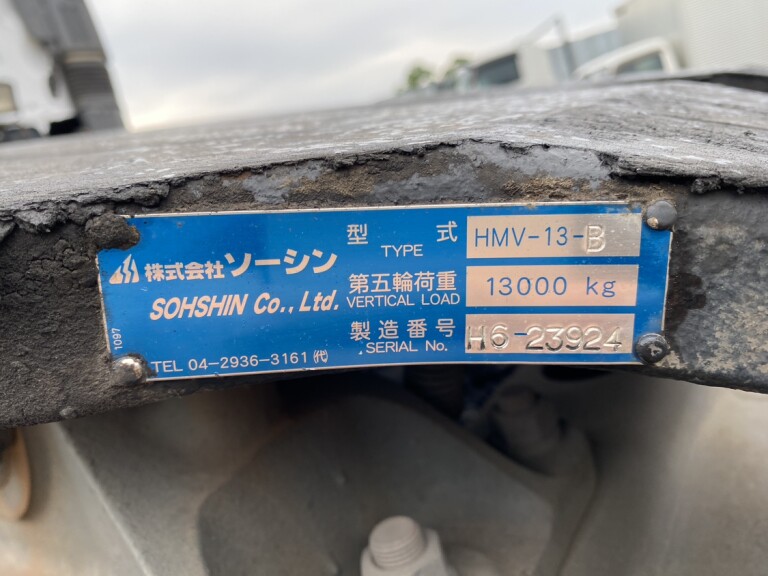 株式会社ソーシン
SOHSHIN Co., Ltd.
TEL 04-2936-3161 ㈹
1097
型 式 HMV-13-B
TYPE
第五輪荷重 13000 kg
VERTICAL LOAD
製造番号 H6-23924
SERIAL No.